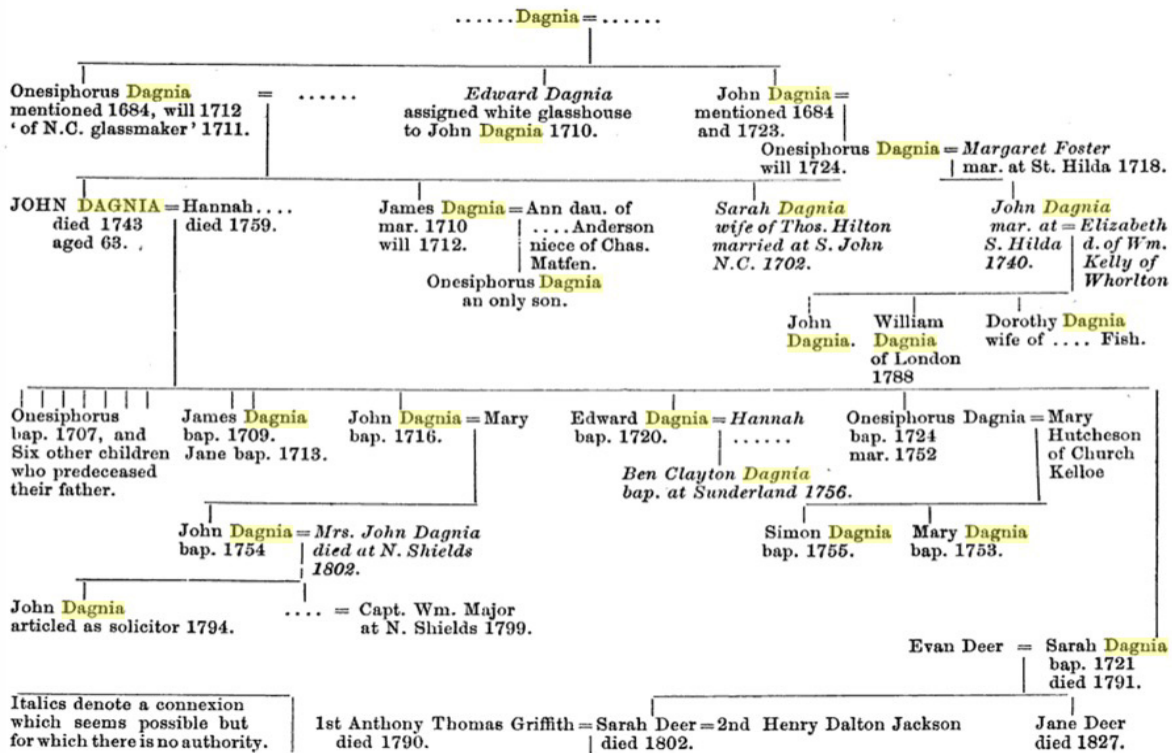 ...... Dagnia = ......
Onesiphorus Dagnia = ......
mentioned 1684, will 1712
‘ of N.C. glassmaker ’ 1711.
Edward Dagnia
assigned white glasshouse
to John Dagnia 1710.
John Dagnia =
mentioned 1684
and 1723.
Onesiphorus Dagnia = Margaret Foster
will 1724. mar. at St. Hilda 1718.
JOHN DAGNIA = Hannah ....
died 1743 died 1759.
aged 63.
James Dagnia = Ann dau. of
mar. 1710 .... Anderson
will 1712. niece of Chas.
Matfen.
Onesiphorus Dagnia
an only son.
Sarah Dagnia
wife of Thos. Hilton
married at S. John
N.C. 1702.
John Dagnia
mar. at = Elizabeth
S. Hilda d. of Wm.
1740. Kelly of
Whorlton
John
Dagnia.
William
Dagnia
of London
1788
Dorothy Dagnia
wife of .... Fish.
Onesiphorus
bap. 1707, and
Six other children
who predeceased
their father.
James Dagnia
bap. 1709.
Jane bap. 1713.
John Dagnia = Mary
bap. 1716.
Edward Dagnia = Hannah
bap. 1720. ......
Ben Clayton Dagnia
bap. at Sunderland 1756.
Onesiphorus Dagnia = Mary
bap. 1724 Hutcheson
mar. 1752 of Church
Kelloe
John Dagnia = Mrs. John Dagnia
bap. 1754 died at N. Shields
1802.
Simon Dagnia
bap. 1755.
Mary Dagnia
bap. 1753.
John Dagnia
articled as solicitor 1794.
.... = Capt. Wm. Major
at N. Shields 1799.
Evan Deer = Sarah Dagnia
bap. 1721
died 1791.
Italics denote a connexion
which seems possible but
for which there is no authority.
1st Anthony Thomas Griffith = Sarah Deer = 2nd Henry Dalton Jackson
died 1790. died 1802.
Jane Deer
died 1827.